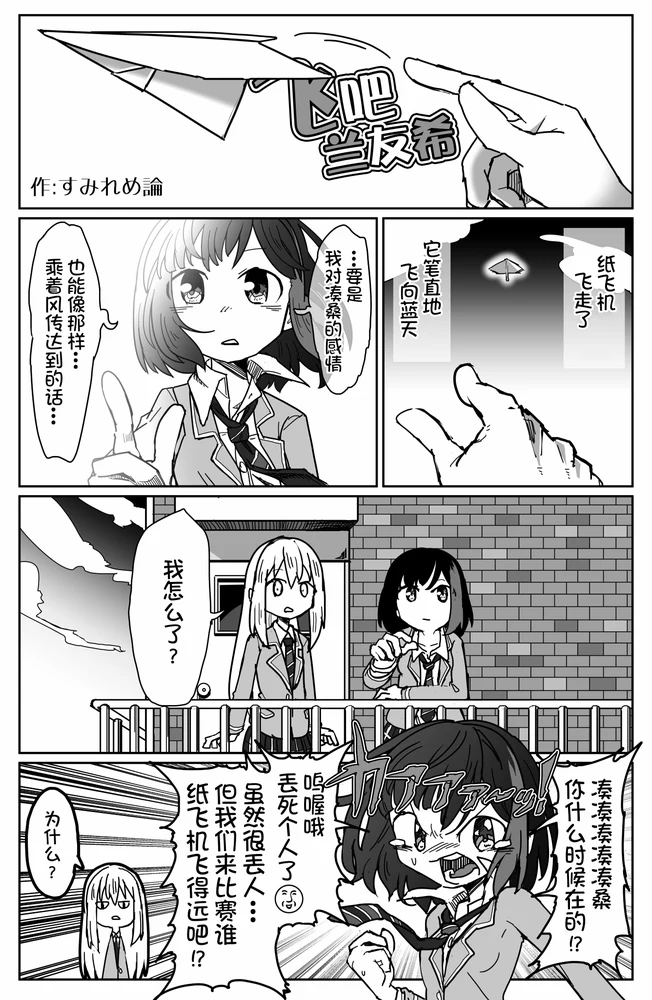 飞吧
兰友希
作:すみれめ論
纸飞机
飞走了
它笔直地
飞向蓝天
…要是
我对凑桑的感情
也能像那样…
乘着风传达到的话
…
我怎么了?
凑凑凑凑凑桑
你什么时候在的!?
カアアァァァーッ!
呜喔哦
丢死个人了
虽然很丢人…
但我们来比赛谁
纸飞机飞得远吧!?
为什么?